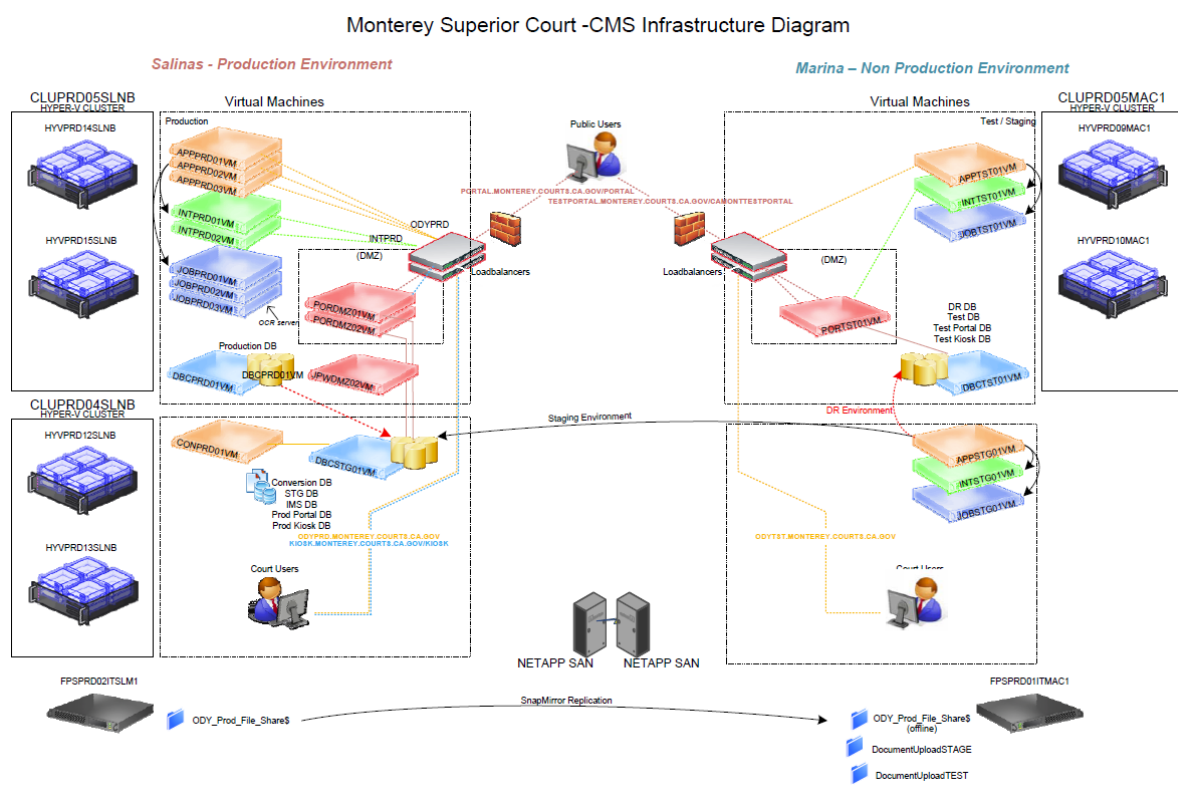 Monterey Superior Court -CMS Infrastructure Diagram
Salinas - Production Environment
Marina – Non Production Environment
CLUPRD05SLNB
HYPER-V CLUSTER
HYVPRD14SLNB
HYVPRD15SLNB
Virtual Machines
Production
APPPRD01VM
APPPRD02VM
APPPRD03VM
INTPRD01VM
INTPRD02VM
JOBPRD01VM
JOBPRD02VM
JOBPRD03VM
OCR server
ODYPRD
INTPRD
(DMZ)
Loadbalancers
PORDMZ01VM
PORDMZ02VM
Production DB
DBCPRD01VM
DBCPRD01VM
JPWDMZ02VM
Public Users
PORTAL.MONTEREY.COURTS.CA.GOV/PORTAL
TESTPORTAL.MONTEREY.COURTS.CA.GOV/CAMONTTESTPORTAL
Virtual Machines
Test / Staging
APPTST01VM
INTTST01VM
JOBTST01VM
Loadbalancers
(DMZ)
PORTST01VM
DR DB
Test DB
Test Portal DB
Test Kiosk DB
DBCTST01VM
CLUPRD05MAC1
HYPER-V CLUSTER
HYVPRD09MAC1
HYVPRD10MAC1
CLUPRD04SLNB
HYPER-V CLUSTER
HYVPRD12SLNB
HYVPRD13SLNB
CONPRD01VM
DBCSTG01VM
Conversion DB
STG DB
IMS DB
Prod Portal DB
Prod Kiosk DB
ODYPRD.MONTEREY.COURTS.CA.GOV
KIOSK.MONTEREY.COURTS.CA.GOV/KIOSK
Court Users
Staging Environment
DR Environment
APPSTG01VM
INTSTG01VM
JOBSTG01VM
ODYTST.MONTEREY.COURTS.CA.GOV
Court Users
NETAPP SAN
NETAPP SAN
FPSPRD02ITSLM1
ODY_Prod_File_Share$
SnapMirror Replication
FPSPRD01ITMAC1
ODY_Prod_File_Share$
(offline)
DocumentUploadSTAGE
DocumentUploadTEST